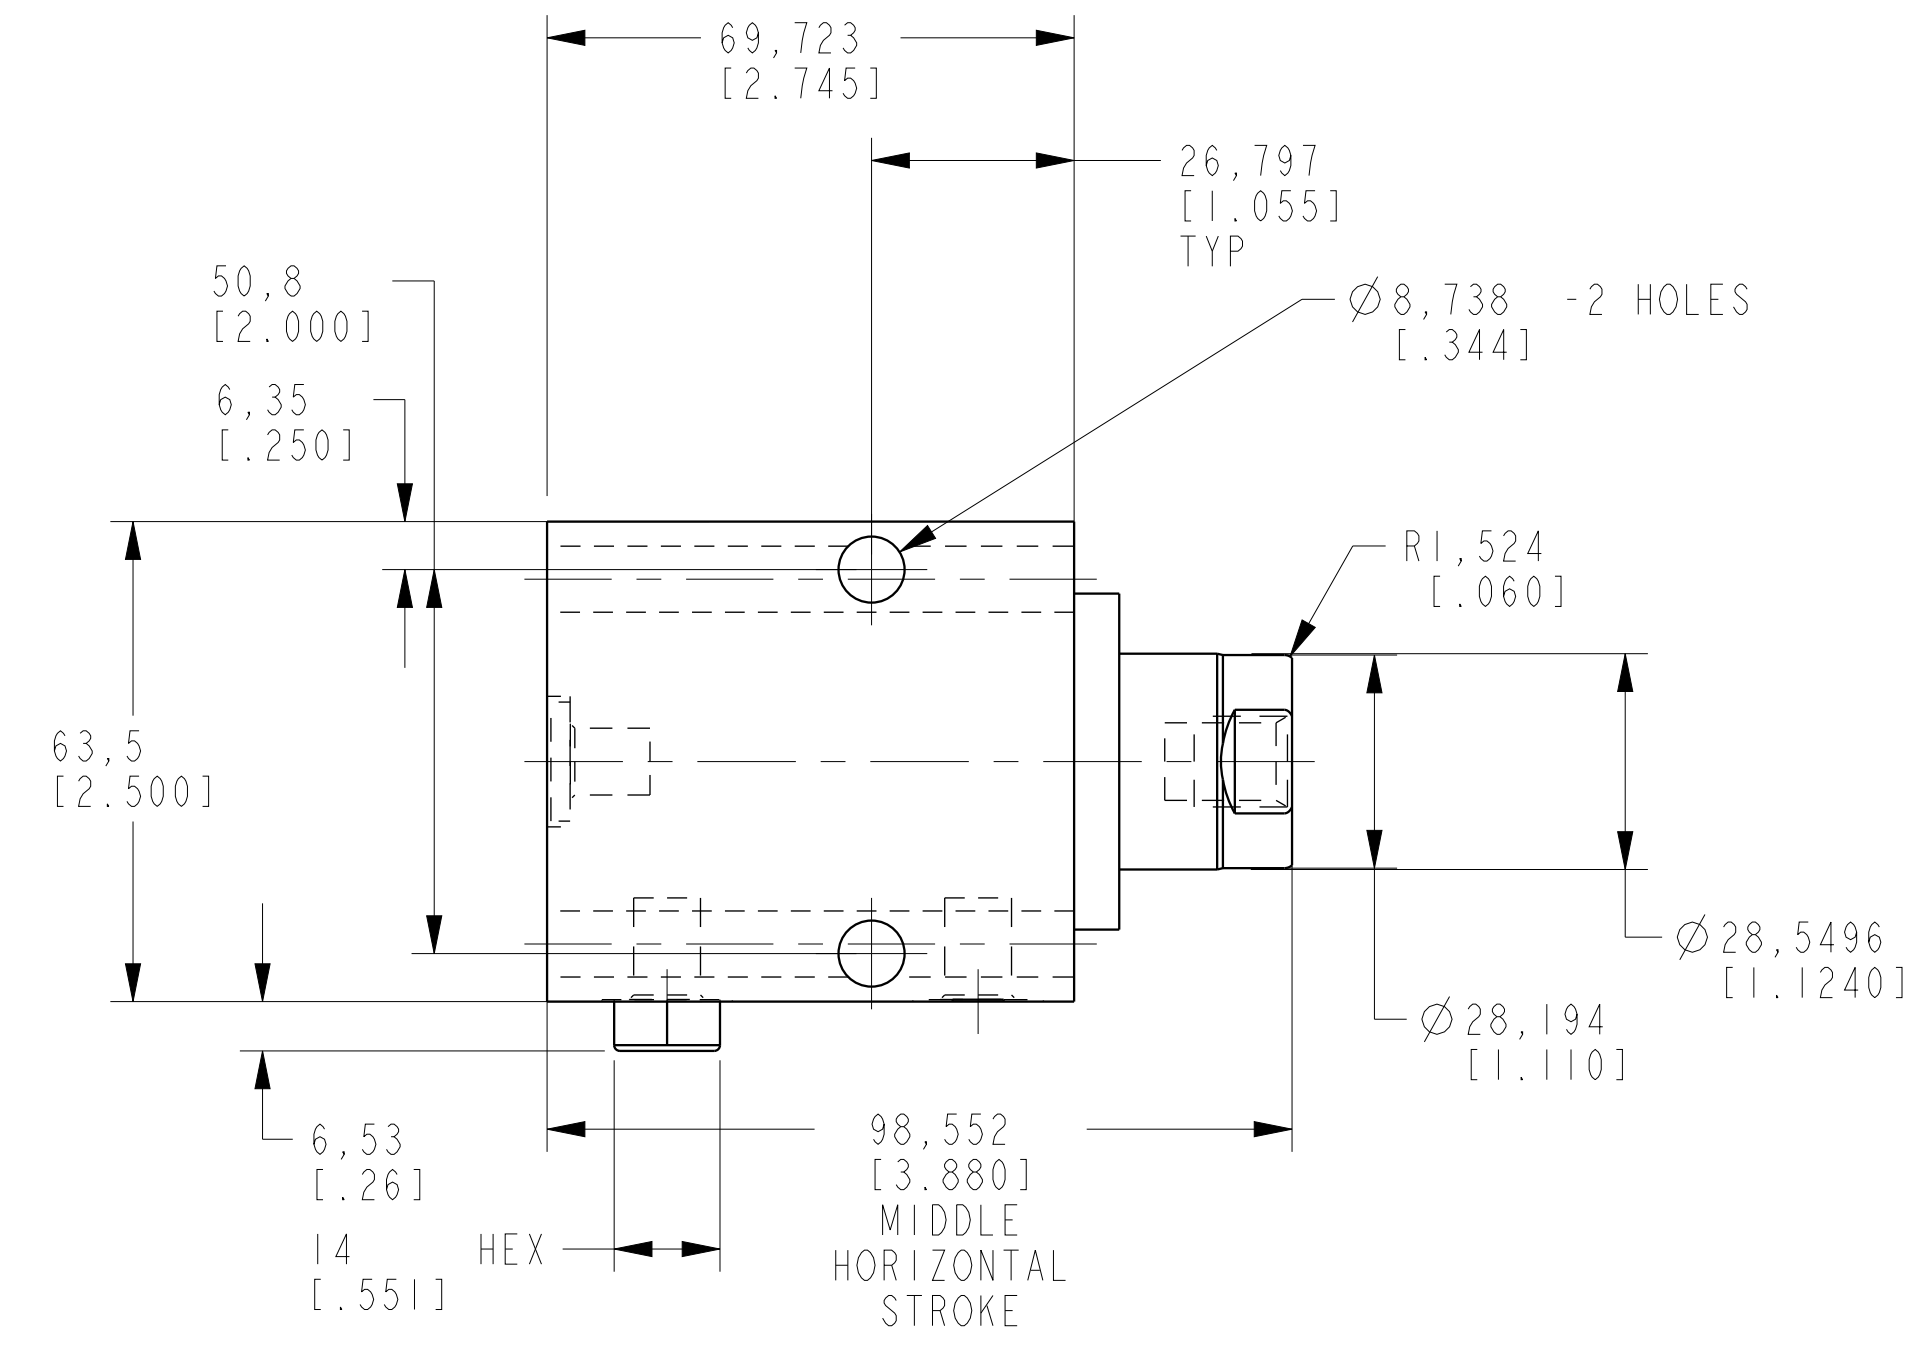 69,723
[2.745]
26,797
[1.055]
TYP
50,8
[2.000]
Ø8,738 -2 HOLES
[.344]
6,35
[.250]
R1,524
[.060]
63,5
[2.500]
Ø28,5496
[1.1240]
Ø28,194
[1.110]
6,53
[.26]
98,552
[3.880]
MIDDLE
HORIZONTAL
STROKE
14 HEX
[.551]